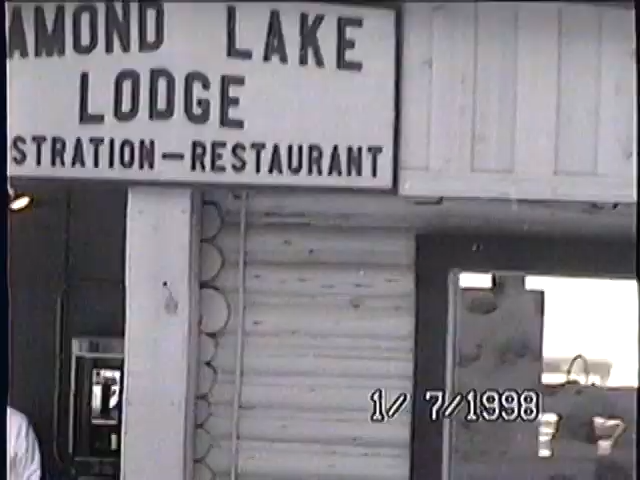 AMOND LAKE
LODGE
STRATION-RESTAURANT
1/ 7/1998